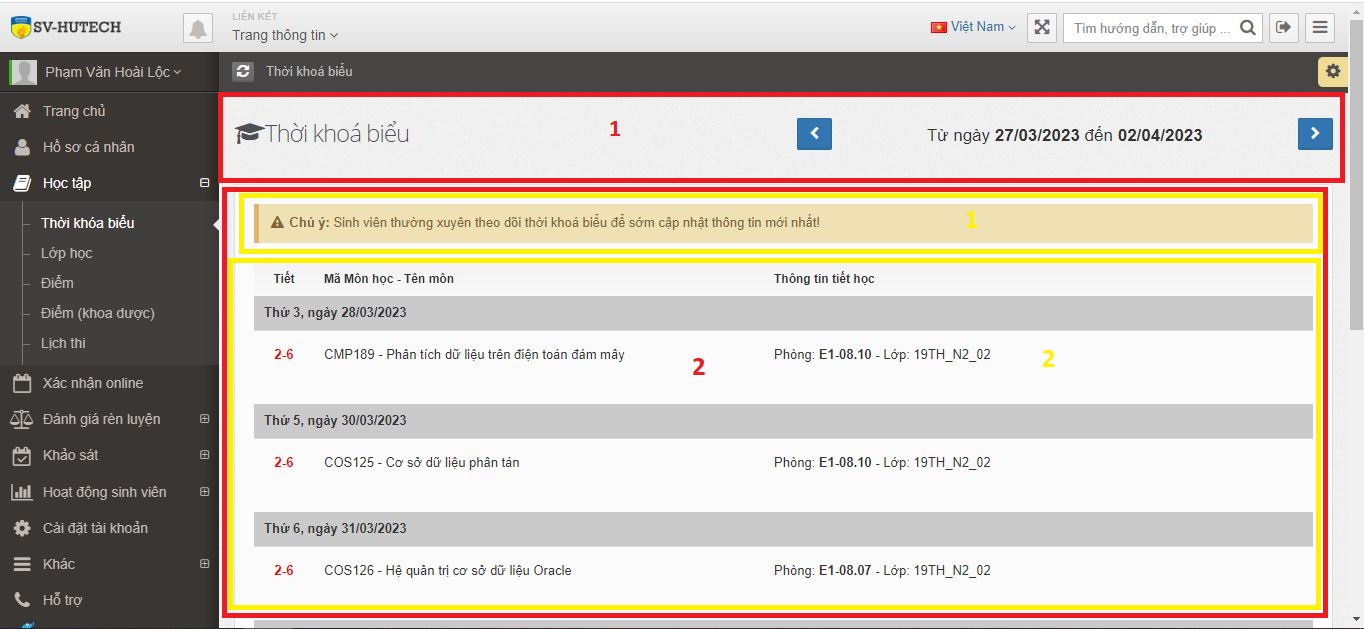 SV-HUTECH
LIÊN KẾT
Trang thông tin
Việt Nam
Tìm hướng dẫn, trợ giúp ...
Phạm Văn Hoài Lộc
Thời khoá biểu
Trang chủ
Hồ sơ cá nhân
Học tập
Thời khóa biểu
Lớp học
Điểm
Điểm (khoa dược)
Lịch thi
Xác nhận online
Đánh giá rèn luyện
Khảo sát
Hoạt động sinh viên
Cài đặt tài khoản
Khác
Hỗ trợ
Thời khoá biểu
1
Từ ngày 27/03/2023 đến 02/04/2023
Chú ý: Sinh viên thường xuyên theo dõi thời khoá biểu để sớm cập nhật thông tin mới nhất!
1
Tiết Mã Môn học - Tên môn Thông tin tiết học
Thứ 3, ngày 28/03/2023
2-6 CMP189 - Phân tích dữ liệu trên điện toán đám mây Phòng: E1-08.10 - Lớp: 19TH_N2_02
2
2
Thứ 5, ngày 30/03/2023
2-6 COS125 - Cơ sở dữ liệu phân tán Phòng: E1-08.10 - Lớp: 19TH_N2_02
Thứ 6, ngày 31/03/2023
2-6 COS126 - Hệ quản trị cơ sở dữ liệu Oracle Phòng: E1-08.07 - Lớp: 19TH_N2_02